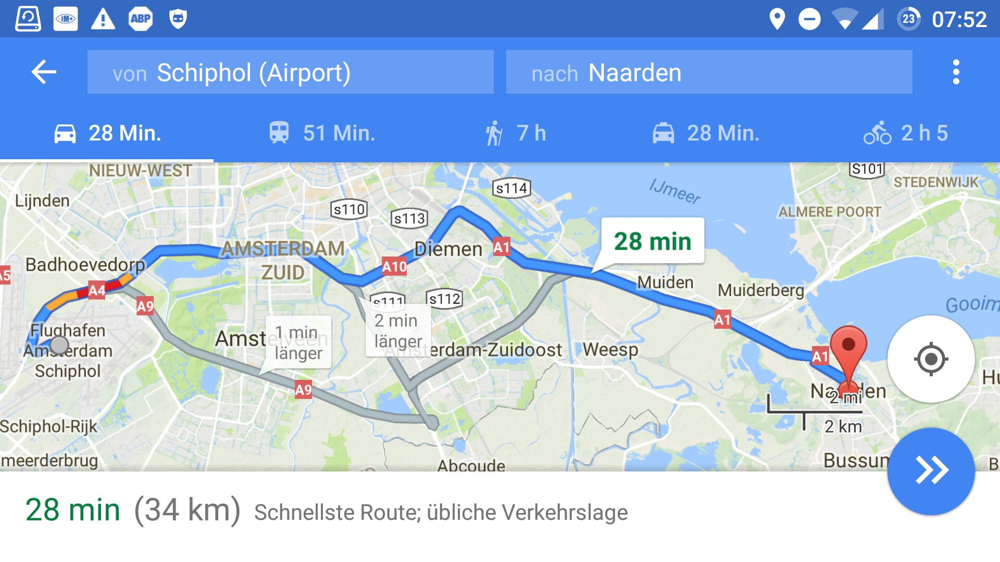 IM+
ABP
23
07:52
von Schiphol (Airport)
nach Naarden
28 Min.
51 Min.
7 h
28 Min.
2 h 5
NIEUW-WEST
S101
STEDENWIJK
IJmeer
s114
Lijnden
s110
ALMERE POORT
s113
28 min
AMSTERDAM
ZUID
Diemen
A1
Badhoevedorp
A10
A5
Muiden
Muiderberg
A4
A9
s111
s112
Gooim
A1
Flughafen
Amsterdam
Schiphol
1 min
länger
2 min
länger
Amstelveen
Amsterdam-Zuidoost
Weesp
A1
Hu
A9
Naarden
2 mi
2 km
Schiphol-Rijk
meerderbrug
Abcoude
Bussum
B
28 min (34 km) Schnellste Route; übliche Verkehrslage